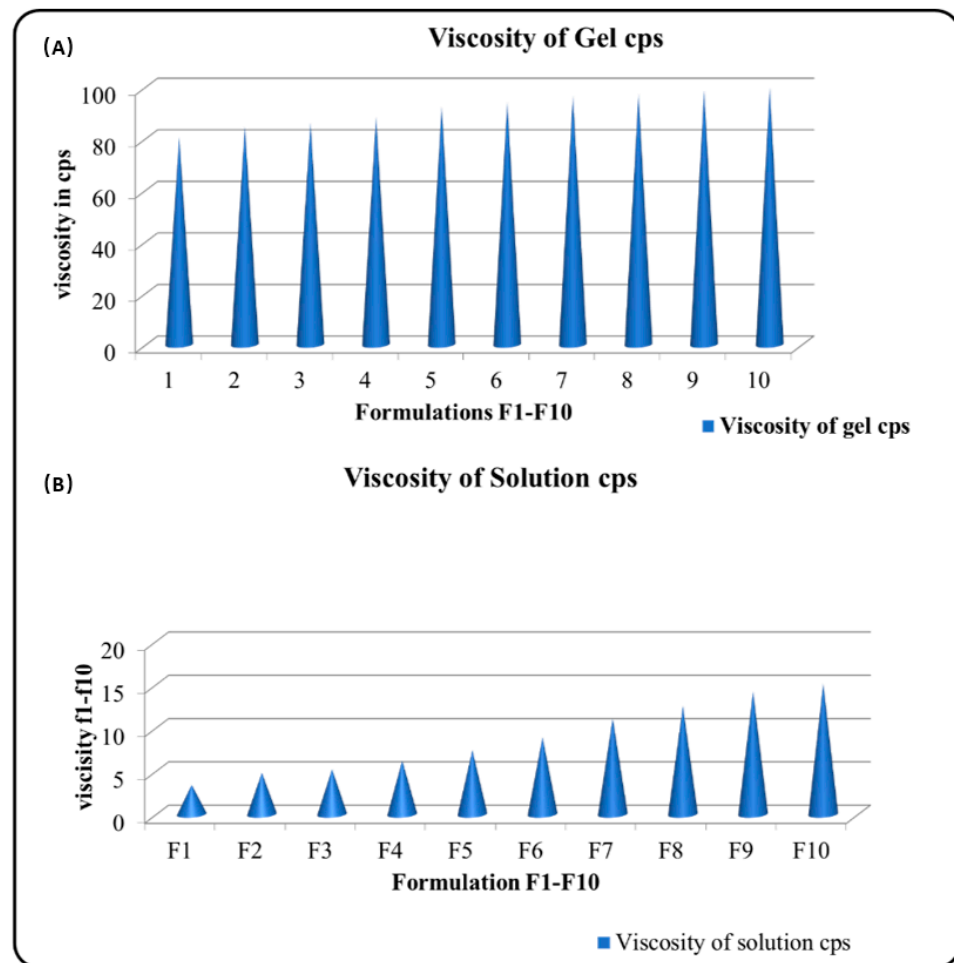 (A)
Viscosity of Gel cps
viscosity in cps
100
80
60
40
20
0
1 2 3 4 5 6 7 8 9 10
Formulations F1-F10
Viscosity of gel cps
(B)
Viscosity of Solution cps
viscisity f1-f10
20
15
10
5
0
F1 F2 F3 F4 F5 F6 F7 F8 F9 F10
Formulation F1-F10
Viscosity of solution cps